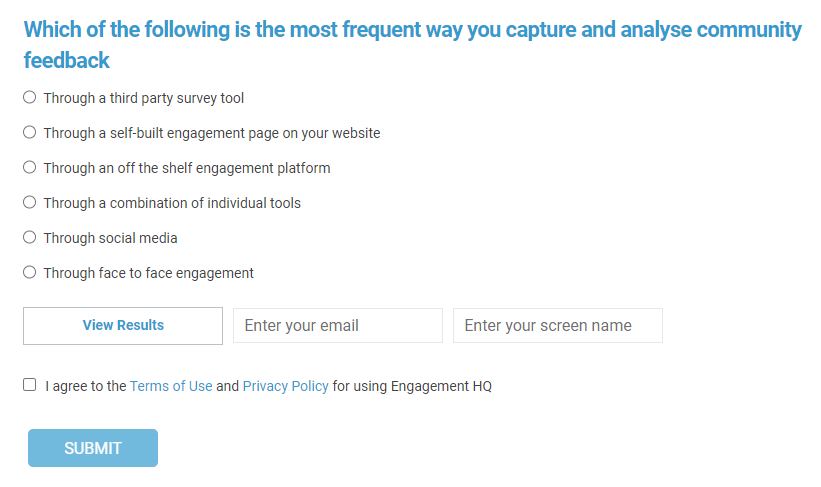 Which of the following is the most frequent way you capture and analyse community
feedback
Through a third party survey tool
Through a self-built engagement page on your website
Through an off the shelf engagement platform
Through a combination of individual tools
Through social media
Through face to face engagement
View Results
Enter your email
Enter your screen name
I agree to the Terms of Use and Privacy Policy for using Engagement HQ
SUBMIT